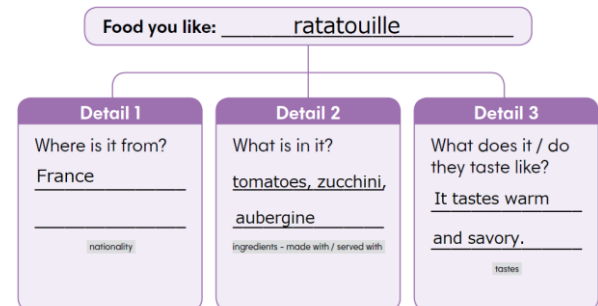 Food you like: ratatouille
Detail 1
Where is it from?
France
nationality
Detail 2
What is in it?
tomatoes, zucchini,
aubergine
ingredients - made with / served with
Detail 3
What does it / do
they taste like?
It tastes warm
and savory.
tastes